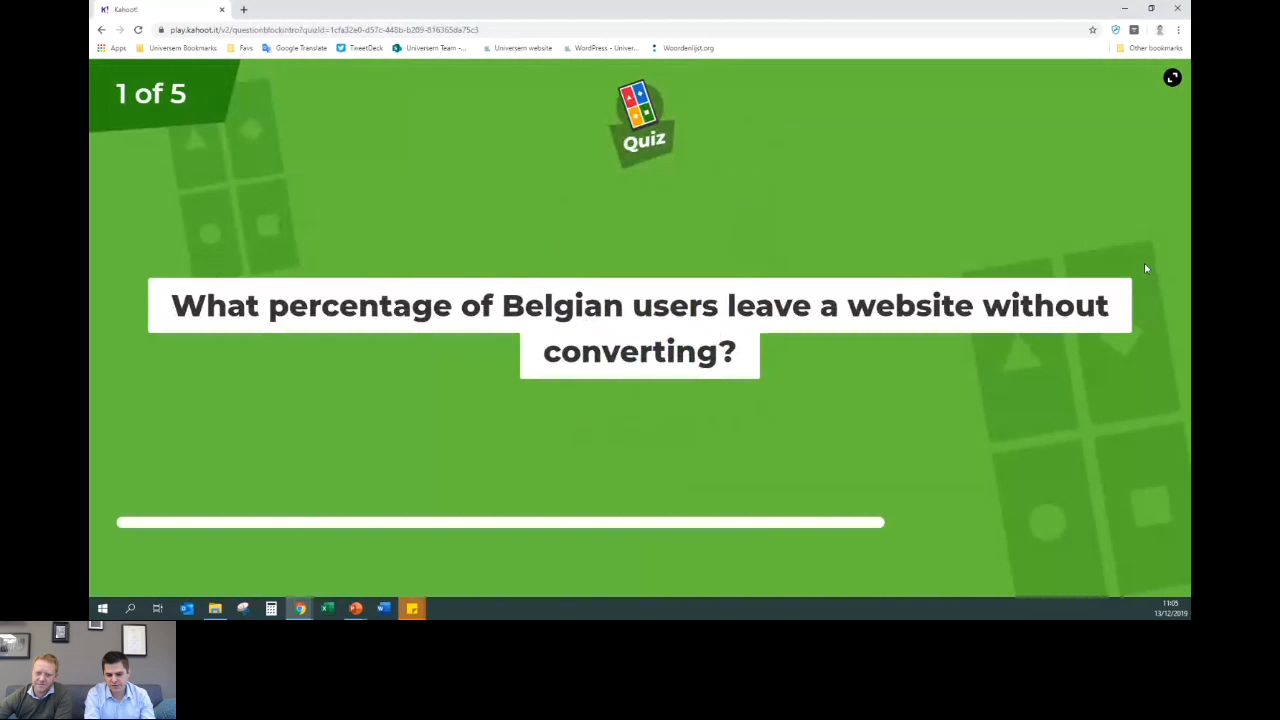 Kahoot!
play.kahoot.it/v2/questionblockintro?quizId=1cfa32e0-d57c-448b-b209-816365da75c3
Apps Universem Bookmarks Favs Google Translate TweetDeck Universem Team -... Universem website WordPress - Univer... Woordenlijst.org Other bookmarks
1 of 5
Quiz
What percentage of Belgian users leave a website without
converting?
11:05
13/12/2019